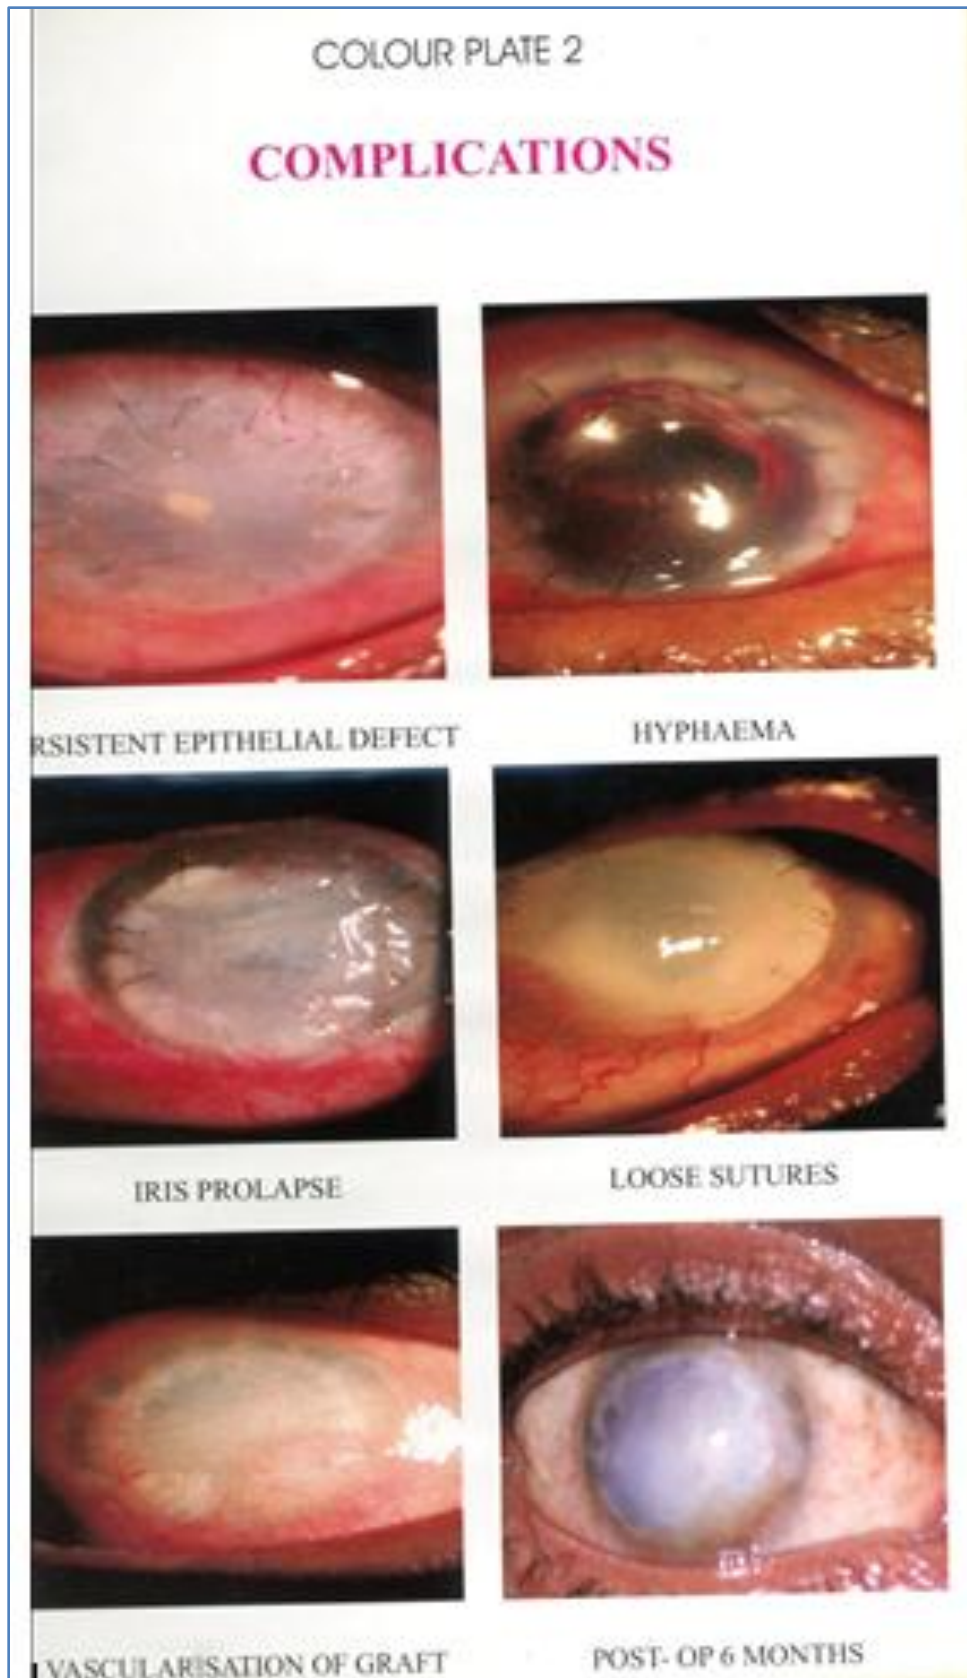 COLOUR PLATE 2
COMPLICATIONS
RSISTENT EPITHELIAL DEFECT
HYPHAEMA
IRIS PROLAPSE
LOOSE SUTURES
VASCULARISATION OF GRAFT
POST- OP 6 MONTHS